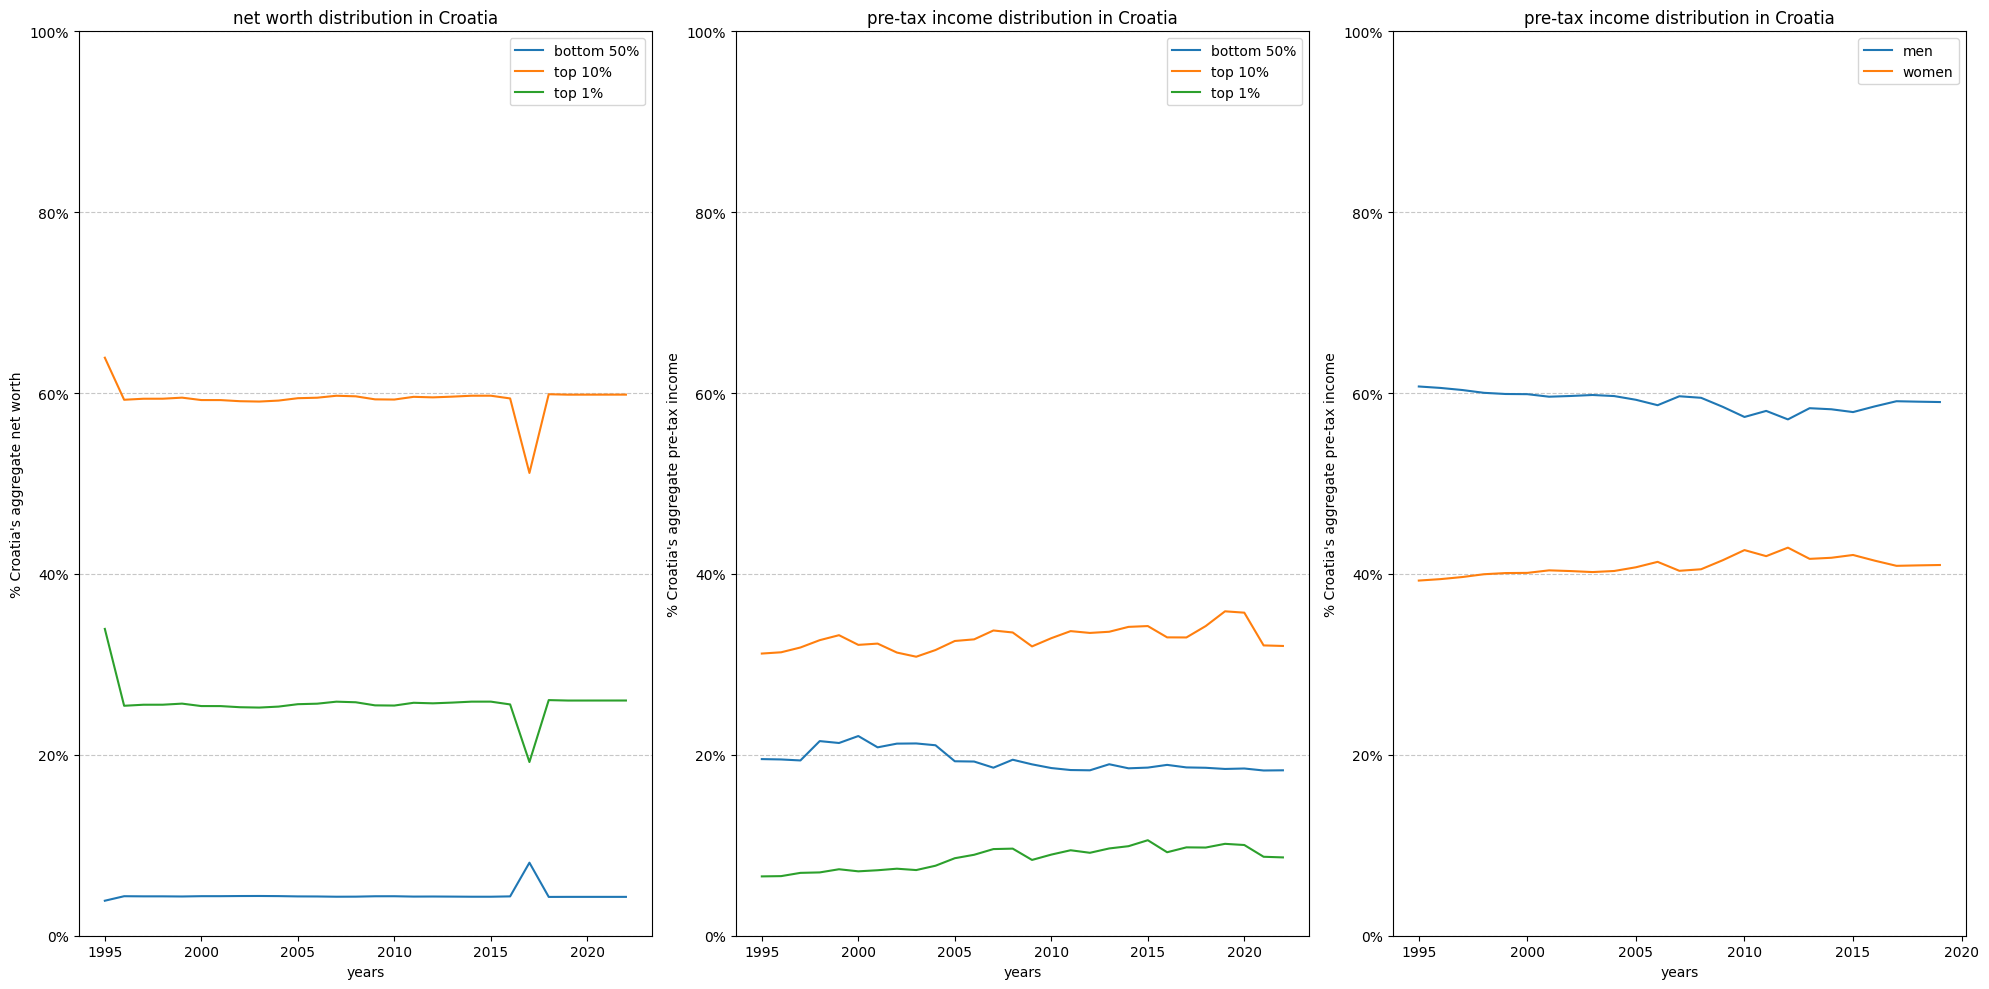 net worth distribution in Croatia
100%
80%
60%
40%
20%
0%
% Croatia's aggregate net worth
bottom 50%
top 10%
top 1%
1995
2000
2005
2010
2015
2020
years
pre-tax income distribution in Croatia
100%
80%
60%
40%
20%
0%
% Croatia's aggregate pre-tax income
bottom 50%
top 10%
top 1%
1995
2000
2005
2010
2015
2020
years
pre-tax income distribution in Croatia
100%
80%
60%
40%
20%
0%
% Croatia's aggregate pre-tax income
men
women
1995
2000
2005
2010
2015
2020
years